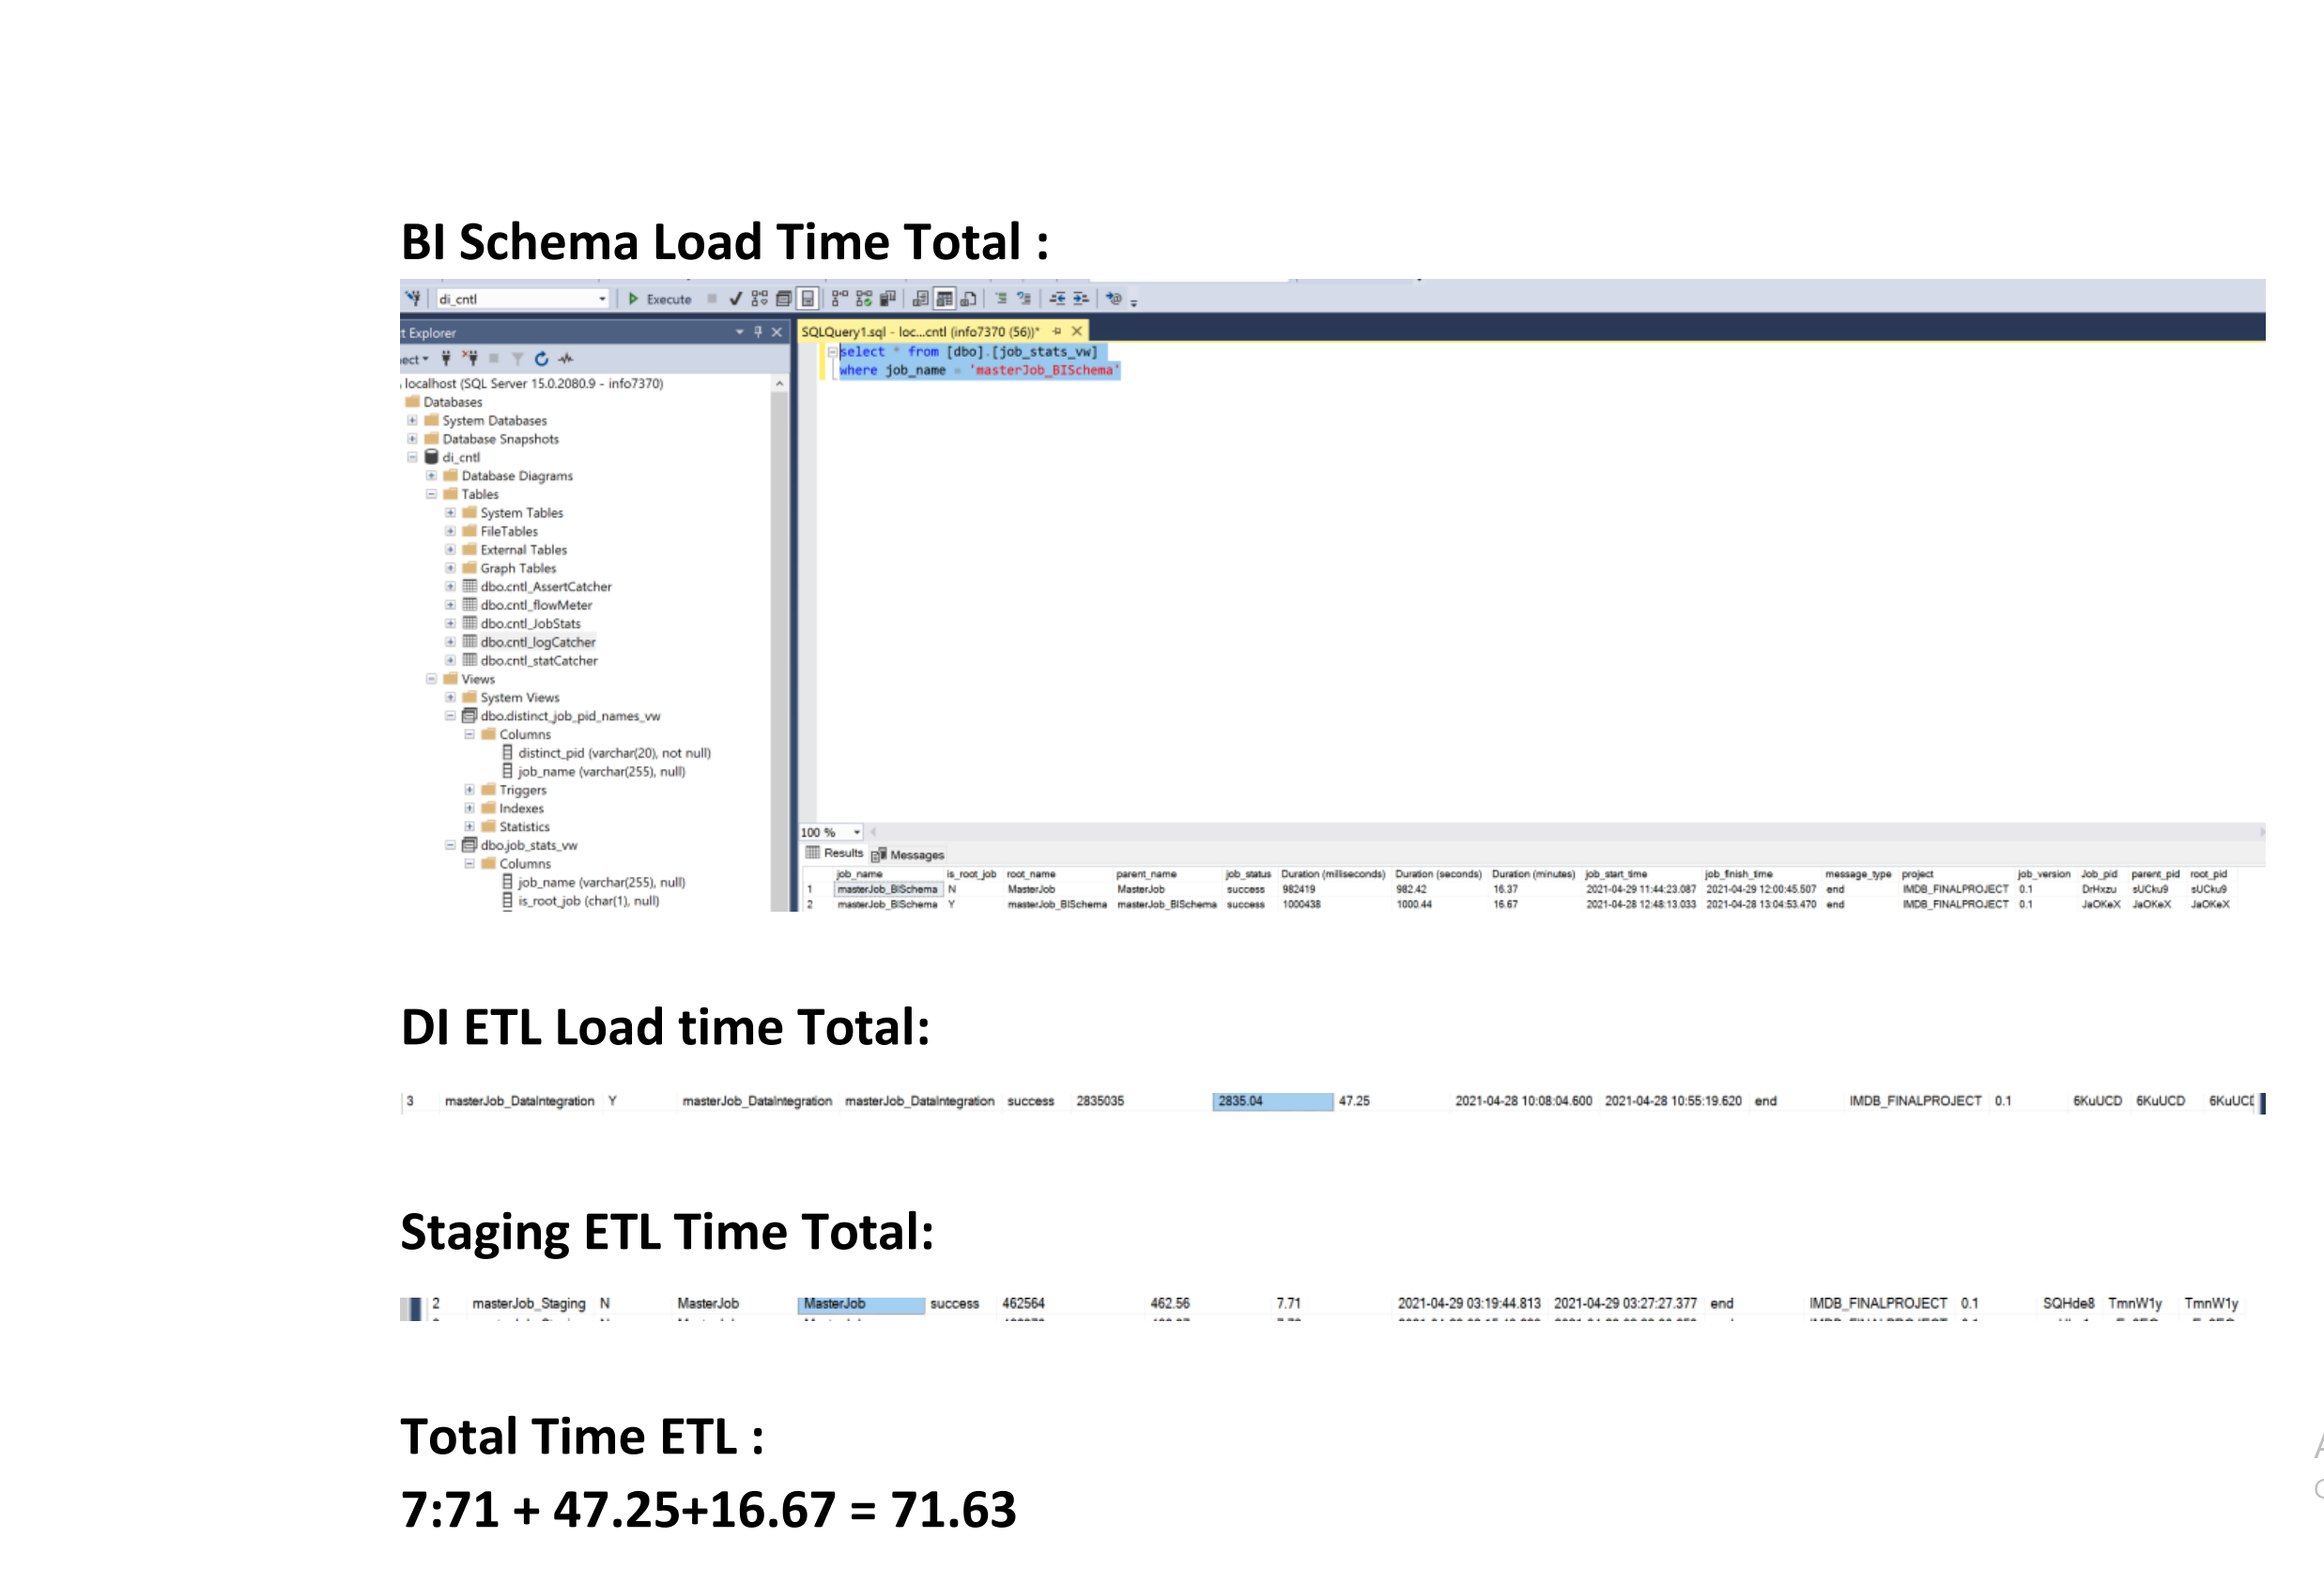 BI Schema Load Time Total :
di_cntl Execute
t Explorer
SQLQuery1.sql - loc...cntl (info7370 (56))*
ect
select * from [dbo].[job_stats_vw]
where job_name = 'masterJob_BISchema'
localhost (SQL Server 15.0.2080.9 - info7370)
Databases
System Databases
Database Snapshots
di_cntl
Database Diagrams
Tables
System Tables
FileTables
External Tables
Graph Tables
dbo.cntl_AssertCatcher
dbo.cntl_flowMeter
dbo.cntl_JobStats
dbo.cntl_logCatcher
dbo.cntl_statCatcher
Views
System Views
dbo.distinct_job_pid_names_vw
Columns
distinct_pid (varchar(20), not null)
job_name (varchar(255), null)
Triggers
Indexes
Statistics
dbo.job_stats_vw
Columns
job_name (varchar(255), null)
is_root_job (char(1), null)
100 %
Results Messages
job_name is_root_job root_name parent_name job_status Duration (milliseconds) Duration (seconds) Duration (minutes) job_start_time job_finish_time message_type project job_version Job_pid parent_pid root_pid
1 masterJob_BISchema N MasterJob MasterJob success 982419 982.42 16.37 2021-04-29 11:44:23.087 2021-04-29 12:00:45.507 end IMDB_FINALPROJECT 0.1 DrHxzu sUCku9 sUCku9
2 masterJob_BISchema Y masterJob_BISchema masterJob_BISchema success 1000438 1000.44 16.67 2021-04-28 12:48:13.033 2021-04-28 13:04:53.470 end IMDB_FINALPROJECT 0.1 JaOKeX JaOKeX JaOKeX
DI ETL Load time Total:
3 masterJob_DataIntegration Y masterJob_DataIntegration masterJob_DataIntegration success 2835035 2835.04 47.25 2021-04-28 10:08:04.600 2021-04-28 10:55:19.620 end IMDB_FINALPROJECT 0.1 6KuUCD 6KuUCD 6KuUCD
Staging ETL Time Total:
2 masterJob_Staging N MasterJob MasterJob success 462564 462.56 7.71 2021-04-29 03:19:44.813 2021-04-29 03:27:27.377 end IMDB_FINALPROJECT 0.1 SQHde8 TmnW1y TmnW1y
Total Time ETL :
7:71 + 47.25+16.67 = 71.63